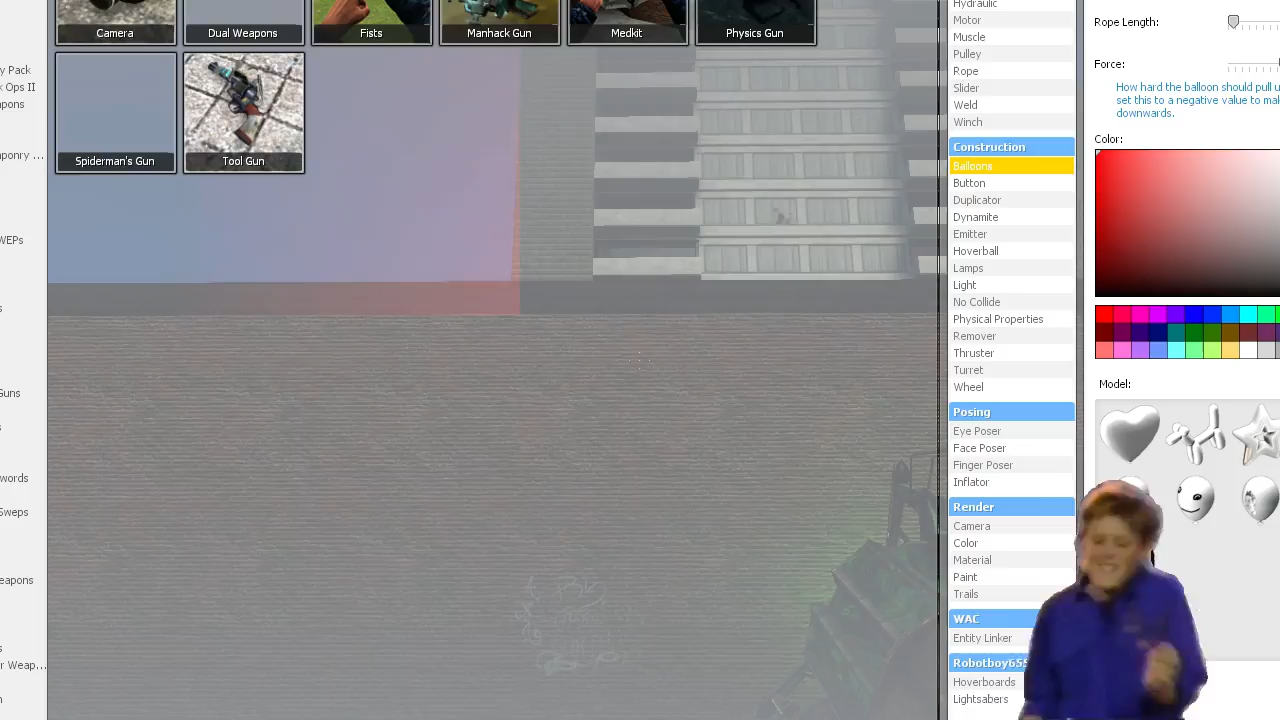 Camera
Dual Weapons
Fists
Manhack Gun
Medkit
Physics Gun
Spiderman's Gun
Tool Gun
y Pack
k Ops II
apons
aponry ...
WEPs
s
Guns
s
words
Sweps
eapons
s
r Weap...
n
Hydraulic
Motor
Muscle
Pulley
Rope
Slider
Weld
Winch
Construction
Balloons
Button
Duplicator
Dynamite
Emitter
Hoverball
Lamps
Light
No Collide
Physical Properties
Remover
Thruster
Turret
Wheel
Posing
Eye Poser
Face Poser
Finger Poser
Inflator
Render
Camera
Color
Material
Paint
Trails
WAC
Entity Linker
Robotboy655
Hoverboards
Lightsabers
Rope Length:
Force:
How hard the balloon should pull u
set this to a negative value to mak
downwards.
Color:
Model: